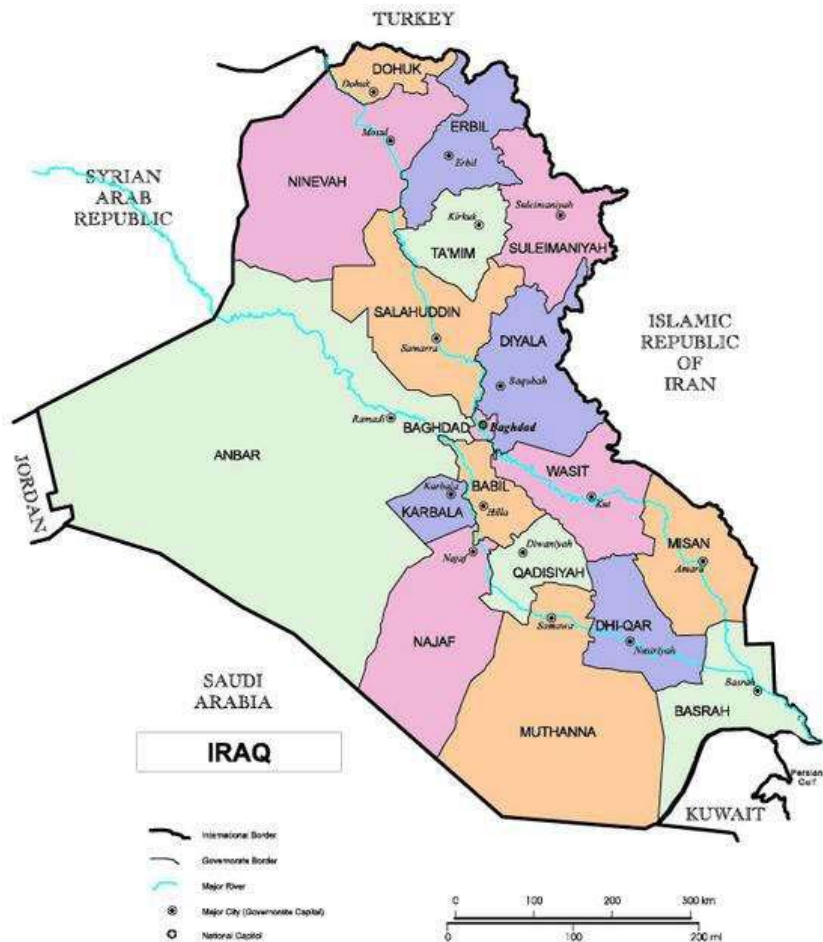 TURKEY
DOHUK
Dohuk
ERBIL
Mosul
Erbil
SYRIAN
ARAB
REPUBLIC
NINEVAH
Suleimaniyah
Kirkuk
TA'MIM
SULEIMANIYAH
SALAHUDDIN
DIYALA
ISLAMIC
REPUBLIC
OF
IRAN
Samarra
Baqubah
Ramadi
BAGHDAD
Baghdad
ANBAR
WASIT
JORDAN
Karbala
BABIL
Kut
KARBALA
Hilla
MISAN
Najaf
Diwaniyah
Amara
QADISIYAH
Samawa
DHI-QAR
NAJAF
Nasiriyah
SAUDI
ARABIA
Basrah
BASRAH
MUTHANNA
IRAQ
Persian
Gulf
KUWAIT
International Border
Governorate Border
Major River
Major City (Governorate Capital)
National Capitol
0 100 200 300 km
0 100 200 mi